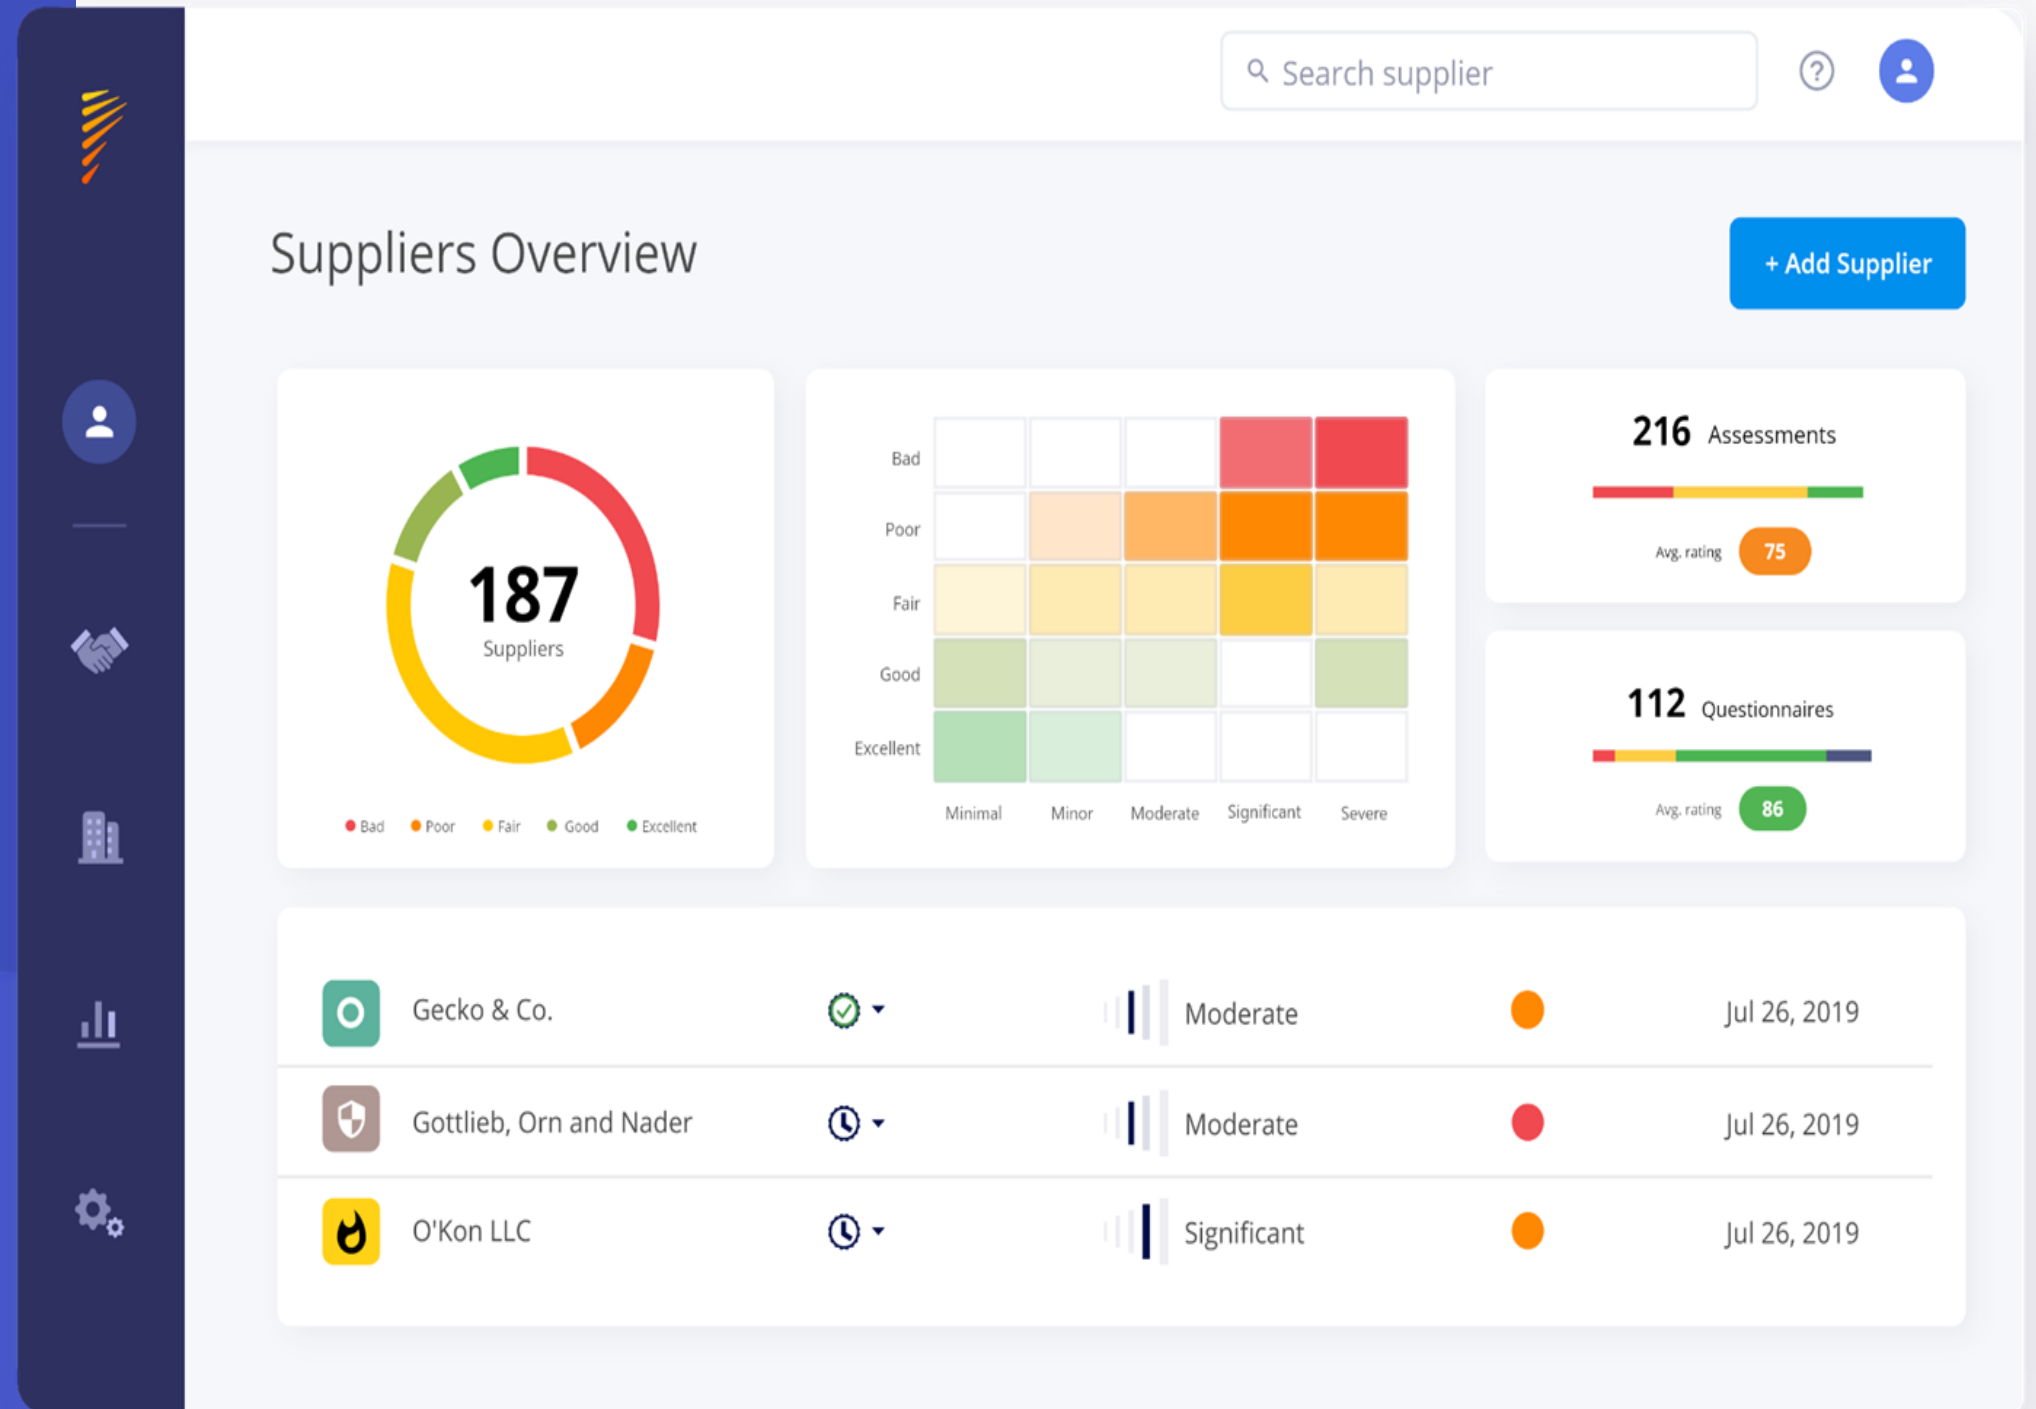 Search supplier
Suppliers Overview
+ Add Supplier
187
Suppliers
Bad Poor Fair Good Excellent
Bad
Poor
Fair
Good
Excellent
Minimal Minor Moderate Significant Severe
216 Assessments
Avg. rating 75
112 Questionnaires
Avg. rating 86
Gecko & Co. Moderate Jul 26, 2019
Gottlieb, Orn and Nader Moderate Jul 26, 2019
O'Kon LLC Significant Jul 26, 2019